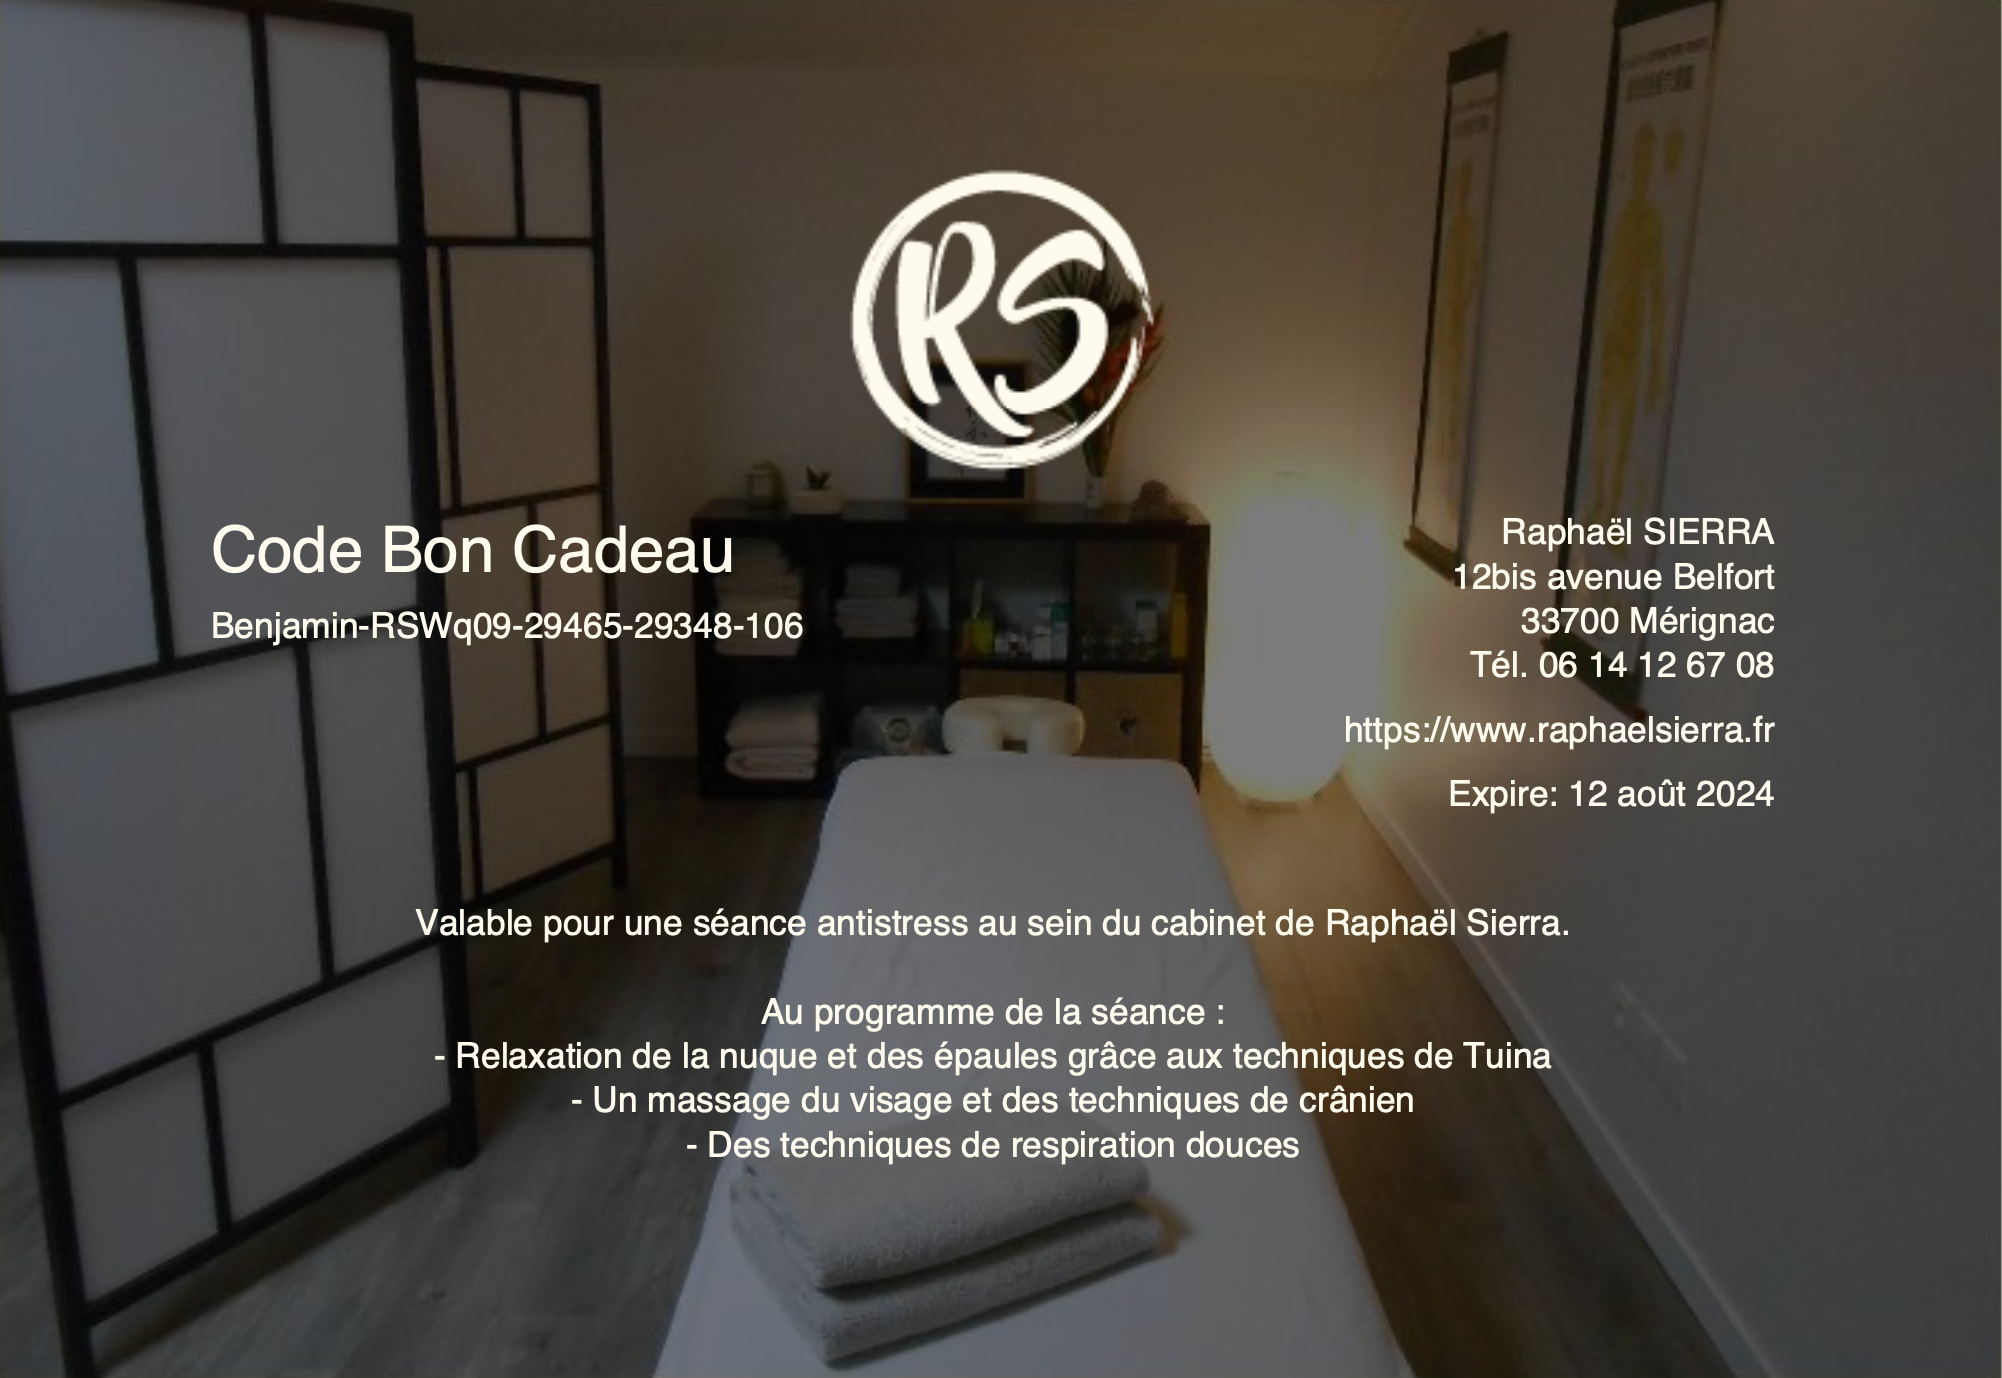 RS
Code Bon Cadeau
Benjamin-RSWq09-29465-29348-106
Raphaël SIERRA
12bis avenue Belfort
33700 Mérignac
Tél. 06 14 12 67 08
https://www.raphaelsierra.fr
Expire: 12 août 2024
Valable pour une séance antistress au sein du cabinet de Raphaël Sierra.
Au programme de la séance :
- Relaxation de la nuque et des épaules grâce aux techniques de Tuina
- Un massage du visage et des techniques de crânien
- Des techniques de respiration douces